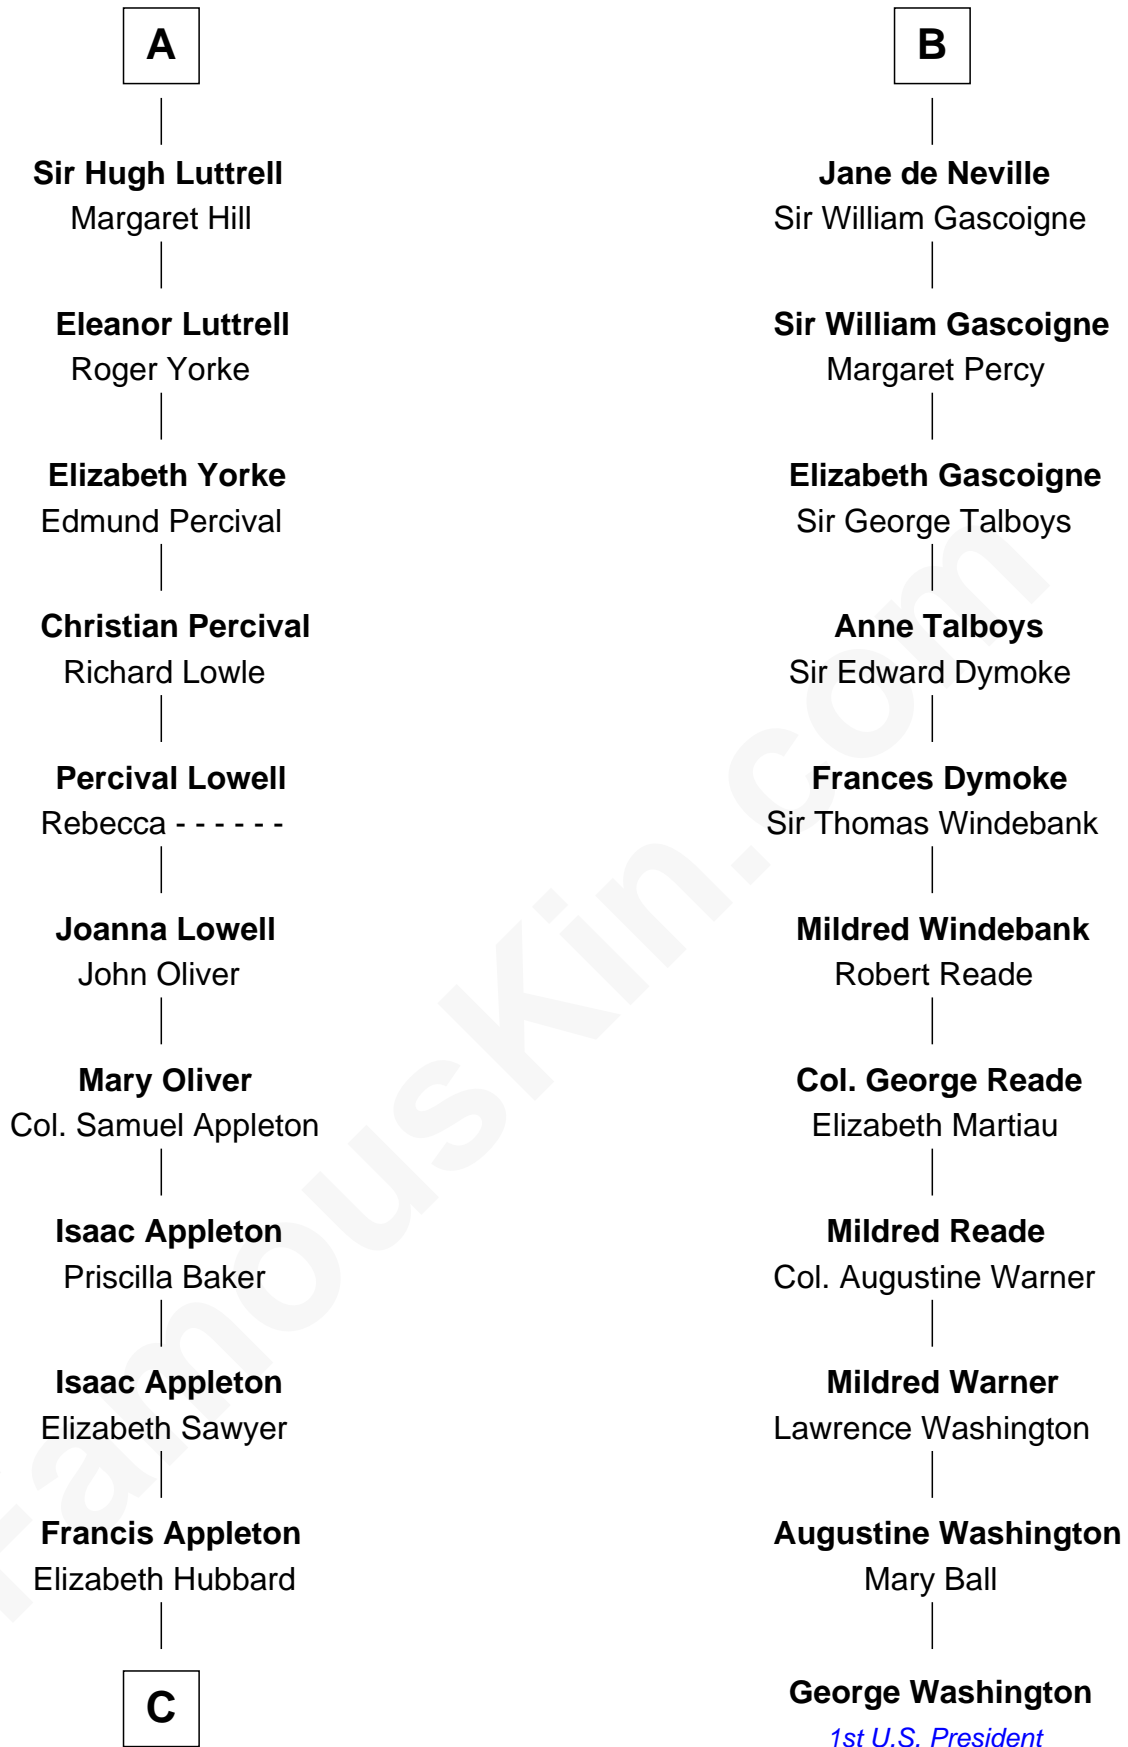 A
Sir Hugh Luttrell
Margaret Hill
Eleanor Luttrell
Roger Yorke
Elizabeth Yorke
Edmund Percival
Christian Percival
Richard Lowle
Percival Lowell
Rebecca - - - - - -
Joanna Lowell
John Oliver
Mary Oliver
Col. Samuel Appleton
Isaac Appleton
Priscilla Baker
Isaac Appleton
Elizabeth Sawyer
Francis Appleton
Elizabeth Hubbard
C
B
Jane de Neville
Sir William Gascoigne
Sir William Gascoigne
Margaret Percy
Elizabeth Gascoigne
Sir George Talboys
Anne Talboys
Sir Edward Dymoke
Frances Dymoke
Sir Thomas Windebank
Mildred Windebank
Robert Reade
Col. George Reade
Elizabeth Martiau
Mildred Reade
Col. Augustine Warner
Mildred Warner
Lawrence Washington
Augustine Washington
Mary Ball
George Washington
1st U.S. President
FamousKin.com